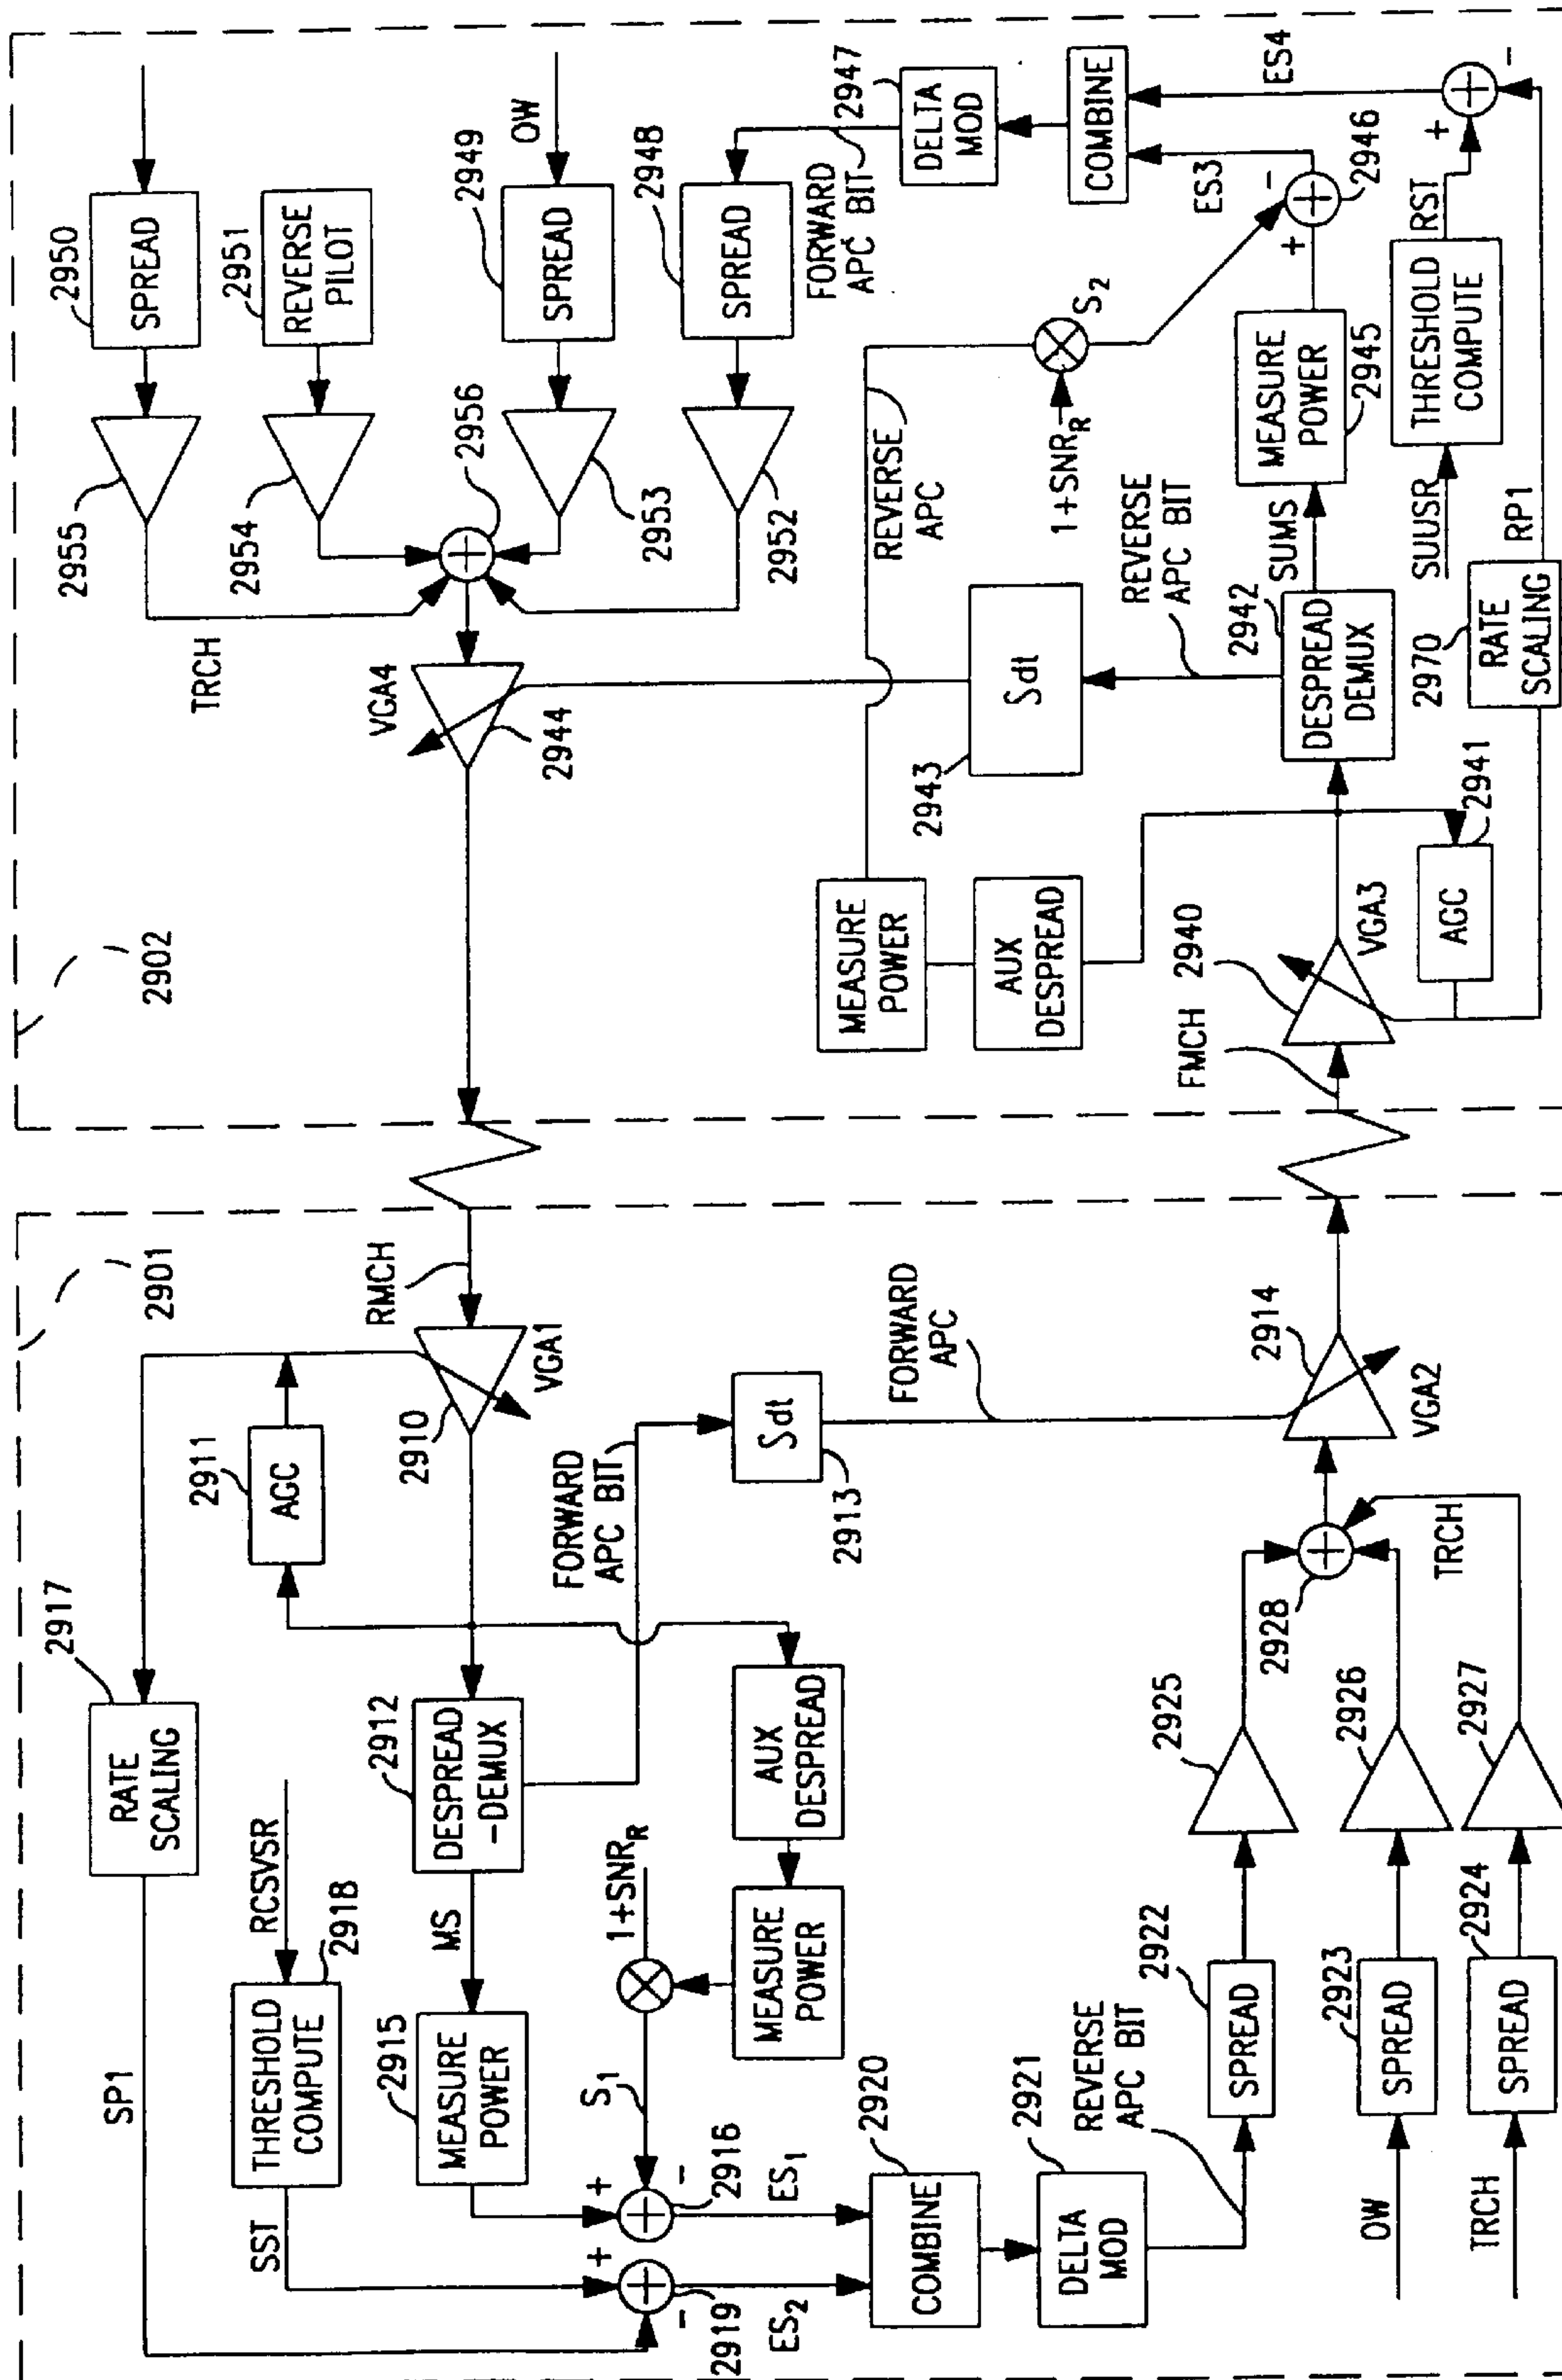 2902
2950
SPREAD
2955
2951
REVERSE
PILOT
2954
2956
OW
2949
SPREAD
2953
2948
SPREAD
2952
TRCH
VGA4
2944
FORWARD
APC BIT
2947
DELTA
MOD
COMBINE
ES3
ES4
REVERSE
APC
S2
1+SNRR
2946
+
-
2943
Sdt
REVERSE
APC BIT
MEASURE
POWER
AUX
DESPREAD
2942
DESPREAD
DEMUX
SUMS
MEASURE
POWER
2945
RST
+
-
THRESHOLD
COMPUTE
SUUSR
RP1
2970
RATE
SCALING
2941
AGC
VGA3
2940
FMCH
2901
RMCH
VGA1
2910
2911
AGC
2917
RATE
SCALING
SP1
RCSVSR
2918
THRESHOLD
COMPUTE
SST
2912
DESPREAD
-DEMUX
MS
2915
MEASURE
POWER
FORWARD
APC BIT
Sdt
2913
FORWARD
APC
AUX
DESPREAD
MEASURE
POWER
1+SNRR
S1
+
-
2916
ES1
+
-
2919
ES2
2920
COMBINE
2921
DELTA
MOD
REVERSE
APC BIT
2922
SPREAD
2925
2914
VGA2
2928
TRCH
2926
2927
2923
SPREAD
OW
2924
SPREAD
TRCH